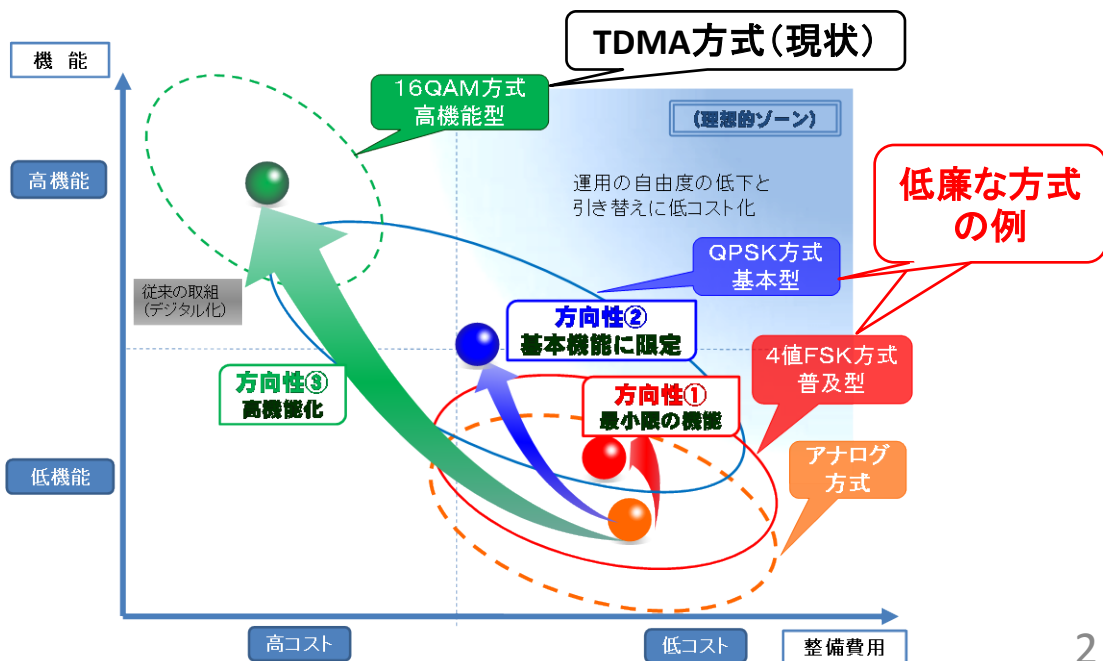 TDMA方式(現状)
機 能
16QAM方式
高機能型
(理想的ゾーン)
高機能
運用の自由度の低下と
引き替えに低コスト化
低廉な方式
の例
QPSK方式
基本型
従来の取組
(デジタル化)
方向性②
基本機能に限定
4値FSK方式
普及型
方向性③
高機能化
方向性①
最小限の機能
アナログ
方式
低機能
高コスト
低コスト
整備費用
2